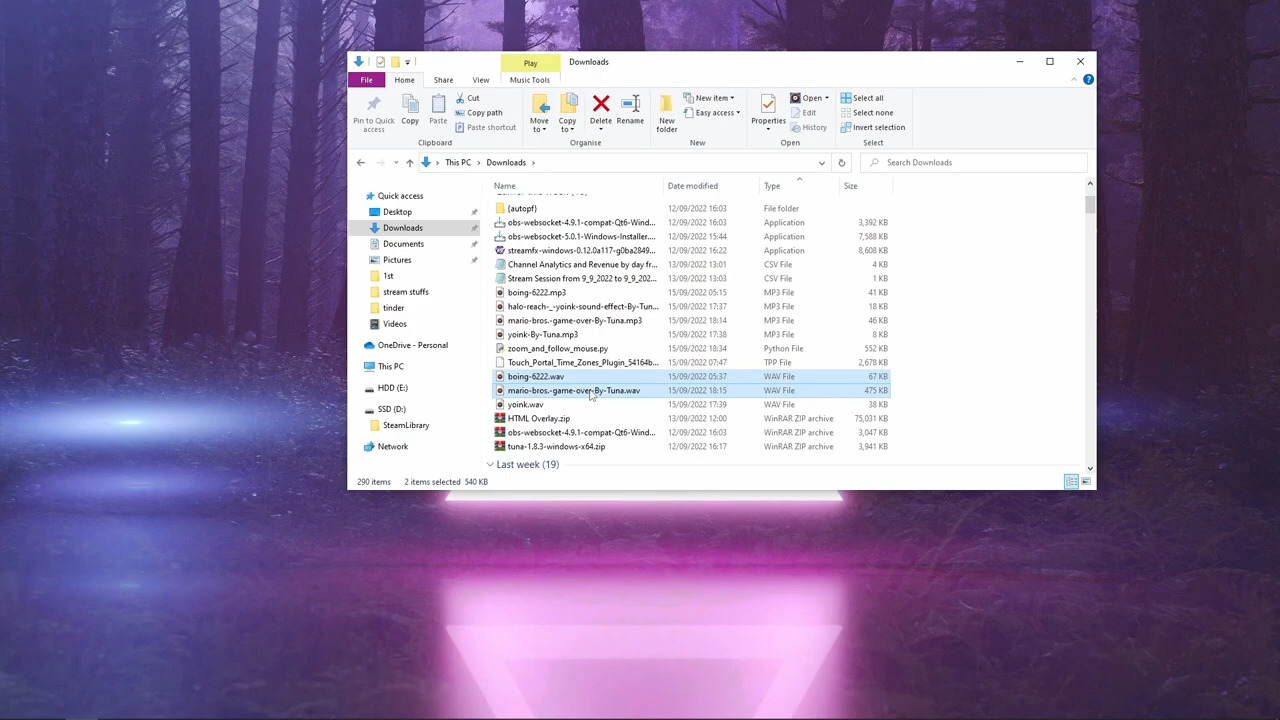 Play Downloads
File Home Share View Music Tools
Pin to Quick access
Copy
Paste
Cut
Copy path
Paste shortcut
Clipboard
Move to
Copy to
Delete
Rename
Organise
New folder
New item
Easy access
New
Properties
Open
Edit
History
Open
Select all
Select none
Invert selection
Select
This PC > Downloads >
Search Downloads
Quick access
Desktop
Downloads
Documents
Pictures
1st
stream stuffs
tinder
Videos
OneDrive - Personal
This PC
HDD (E:)
SSD (D:)
SteamLibrary
Network
Name Date modified Type Size
(autopf) 12/09/2022 16:03 File folder
obs-websocket-4.9.1-compat-Qt6-Wind... 12/09/2022 16:03 Application 3,392 KB
obs-websocket-5.0.1-Windows-Installer.... 12/09/2022 15:44 Application 7,588 KB
streamfx-windows-0.12.0a117-g0ba2849... 12/09/2022 16:22 Application 8,608 KB
Channel Analytics and Revenue by day fr... 13/09/2022 13:01 CSV File 4 KB
Stream Session from 9_9_2022 to 9_9_202... 13/09/2022 13:03 CSV File 1 KB
boing-6222.mp3 15/09/2022 05:15 MP3 File 41 KB
halo-reach-_-yoink-sound-effect-By-Tun... 15/09/2022 17:37 MP3 File 18 KB
mario-bros.-game-over-By-Tuna.mp3 15/09/2022 18:14 MP3 File 46 KB
yoink-By-Tuna.mp3 15/09/2022 17:38 MP3 File 8 KB
zoom_and_follow_mouse.py 15/09/2022 18:34 Python File 552 KB
Touch_Portal_Time_Zones_Plugin_54164b... 15/09/2022 07:47 TPP File 2,678 KB
boing-6222.wav 15/09/2022 05:37 WAV File 67 KB
mario-bros.-game-over-By-Tuna.wav 15/09/2022 18:15 WAV File 475 KB
yoink.wav 15/09/2022 17:39 WAV File 38 KB
HTML Overlay.zip 13/09/2022 12:00 WinRAR ZIP archive 75,031 KB
obs-websocket-4.9.1-compat-Qt6-Wind... 12/09/2022 16:03 WinRAR ZIP archive 3,047 KB
tuna-1.8.3-windows-x64.zip 12/09/2022 16:17 WinRAR ZIP archive 3,941 KB
Last week (19)
290 items 2 items selected 540 KB